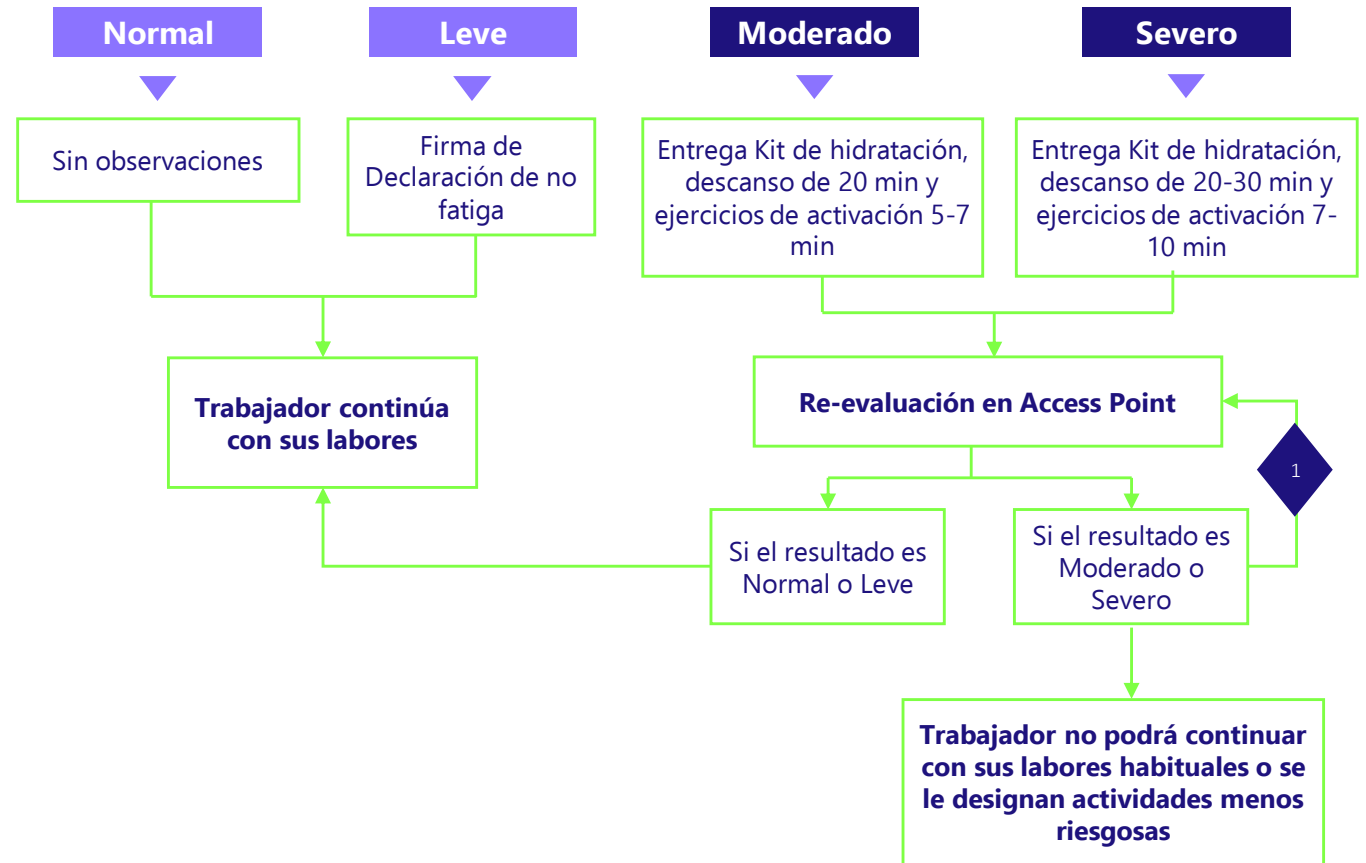 Normal
Leve
Moderado
Severo
Sin observaciones
Firma de
Declaración de no
fatiga
Entrega Kit de hidratación,
descanso de 20 min y
ejercicios de activación 5-7
min
Entrega Kit de hidratación,
descanso de 20-30 min y
ejercicios de activación 7-
10 min
Trabajador continúa
con sus labores
Re-evaluación en Access Point
1
Si el resultado es
Normal o Leve
Si el resultado es
Moderado o
Severo
Trabajador no podrá continuar
con sus labores habituales o se
le designan actividades menos
riesgosas